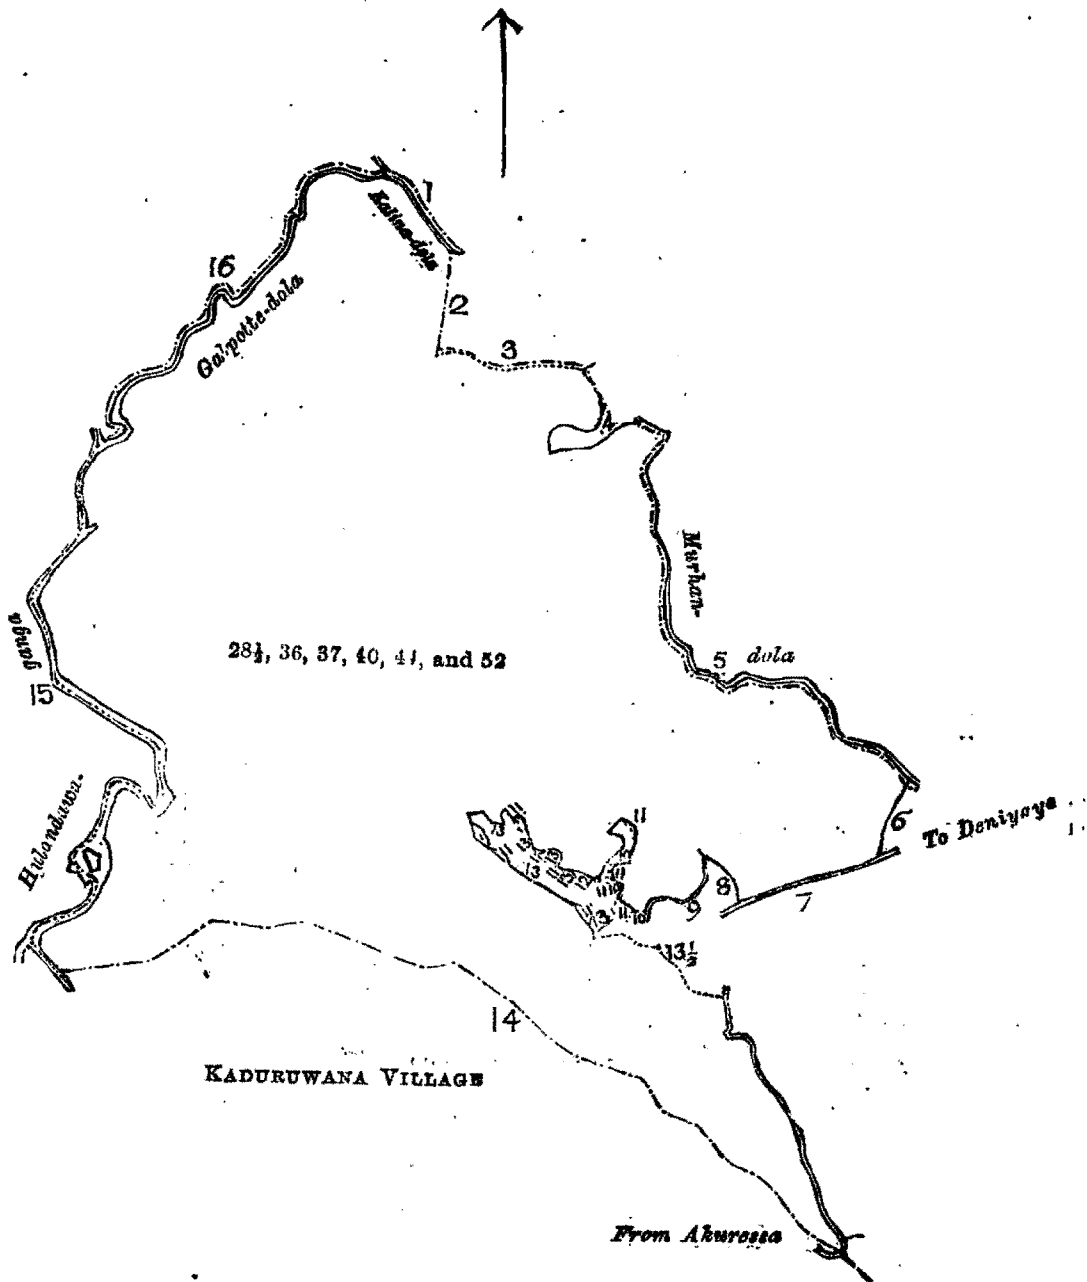 1
Kalina-dola
16
2
Galpotte-dola
3
4
Murhan-
ganga
28½, 36, 37, 40, 41, and 52
5 dola
15
Hulandawa-
6
To Deniyaya
11
13
8
7
9
10
13½
14
KADURUWANA VILLAGE
From Akuressa